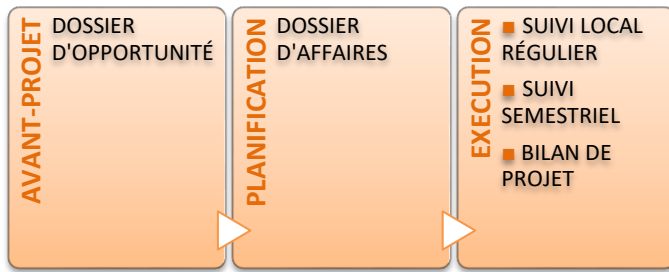 AVANT-PROJET
DOSSIER
D'OPPORTUNITÉ
PLANIFICATION
DOSSIER
D'AFFAIRES
EXECUTION
■ SUIVI LOCAL
RÉGULIER
■ SUIVI
SEMESTRIEL
■ BILAN DE
PROJET